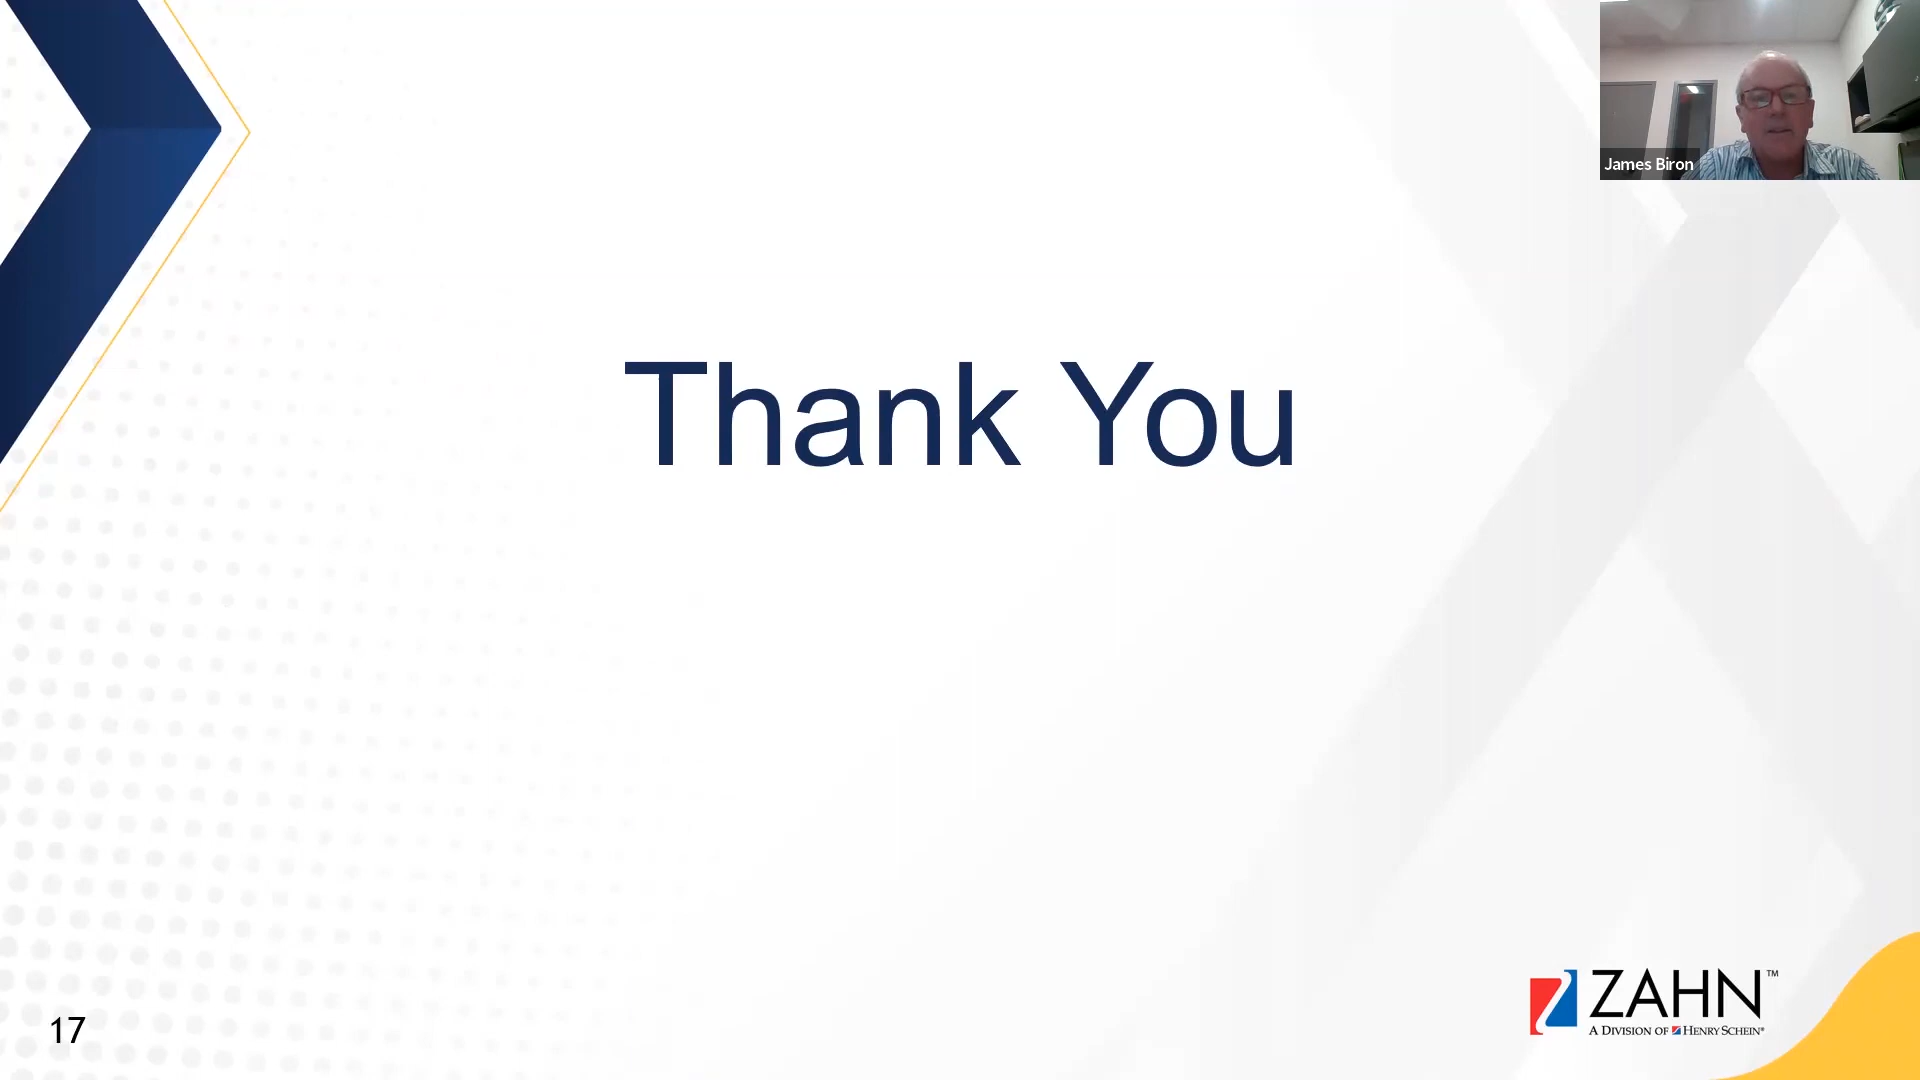 James Biron
Thank You
ZAHN™
A DIVISION OF HENRY SCHEIN®
17